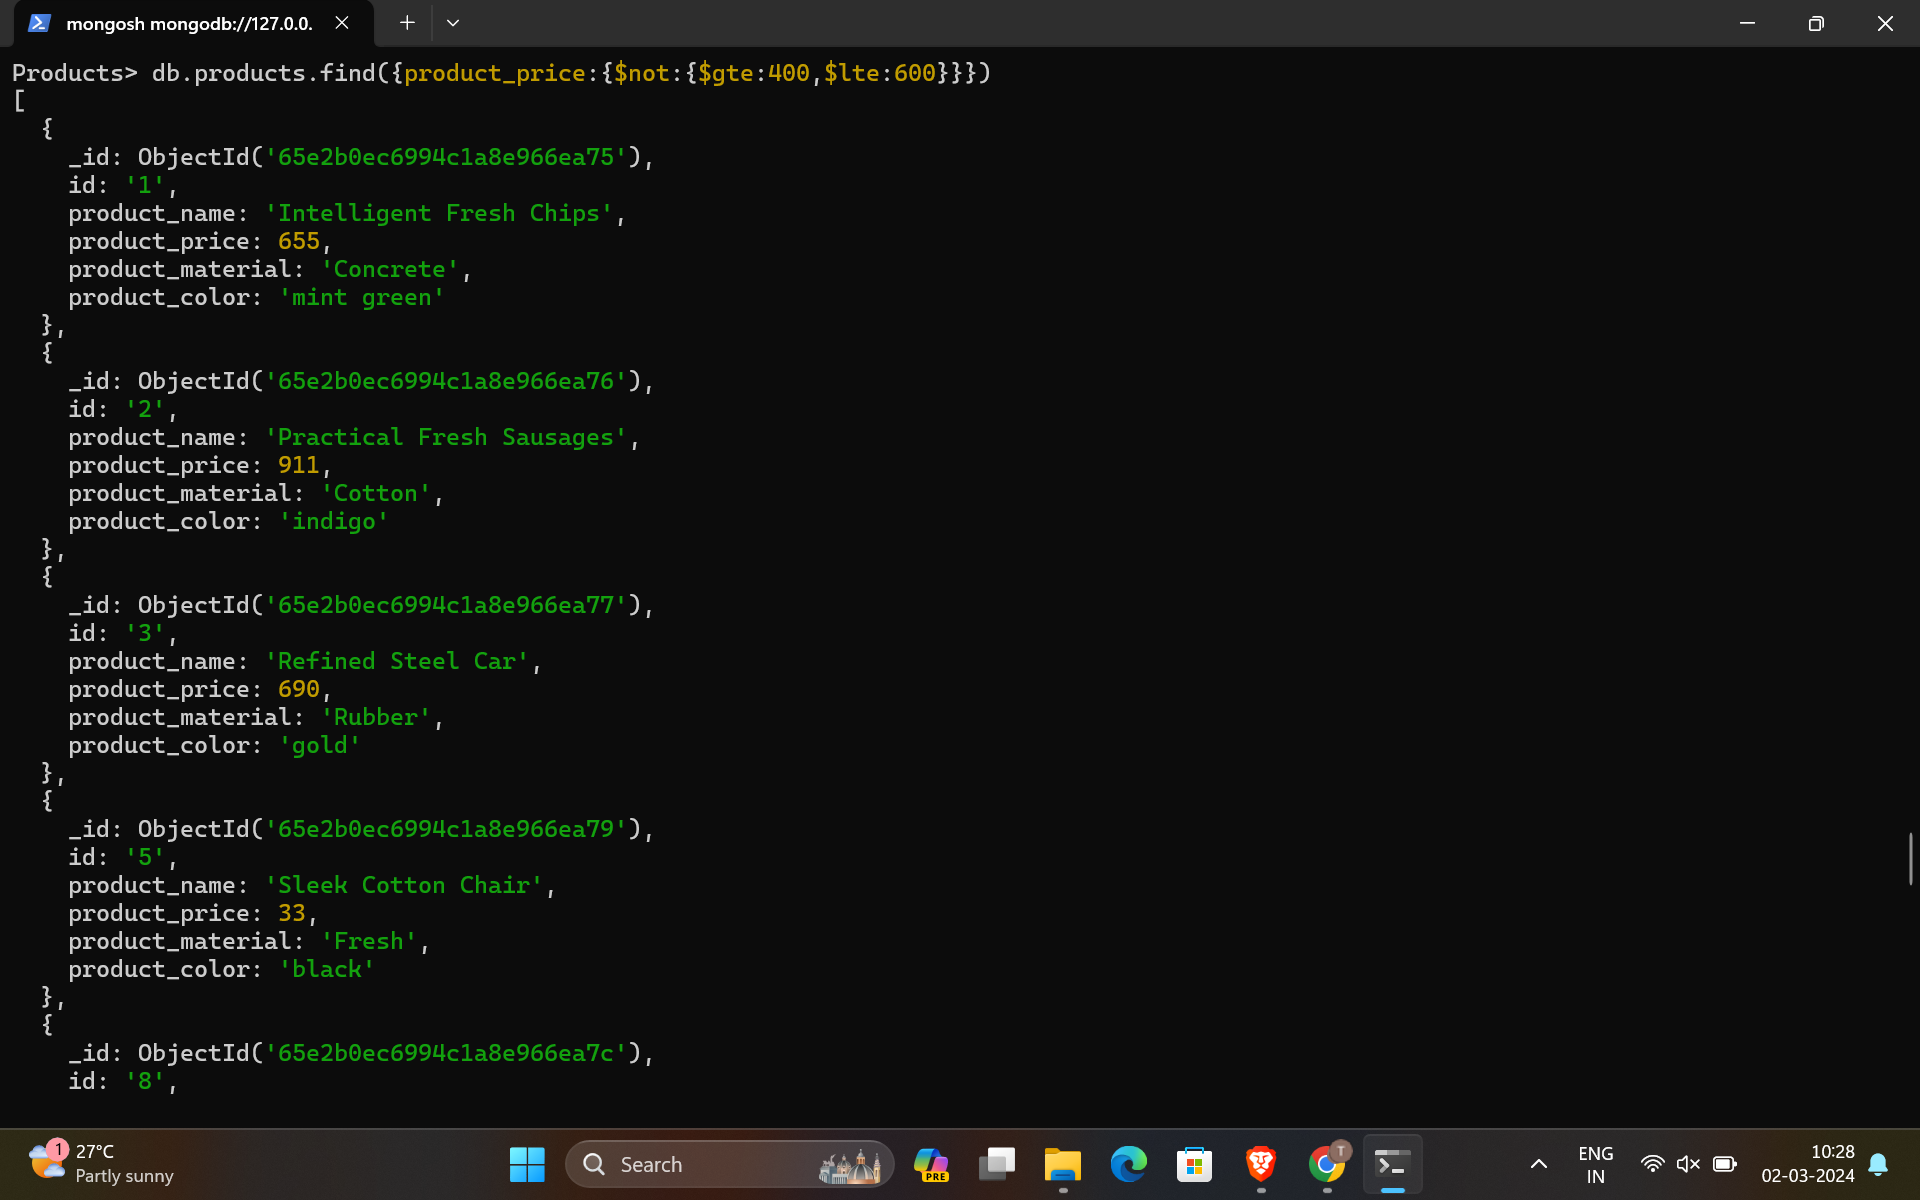 mongosh mongodb://127.0.0.
Products> db.products.find({product_price:{$not:{$gte:400,$lte:600}}})
[
  {
    _id: ObjectId('65e2b0ec6994c1a8e966ea75'),
    id: '1',
    product_name: 'Intelligent Fresh Chips',
    product_price: 655,
    product_material: 'Concrete',
    product_color: 'mint green'
  },
  {
    _id: ObjectId('65e2b0ec6994c1a8e966ea76'),
    id: '2',
    product_name: 'Practical Fresh Sausages',
    product_price: 911,
    product_material: 'Cotton',
    product_color: 'indigo'
  },
  {
    _id: ObjectId('65e2b0ec6994c1a8e966ea77'),
    id: '3',
    product_name: 'Refined Steel Car',
    product_price: 690,
    product_material: 'Rubber',
    product_color: 'gold'
  },
  {
    _id: ObjectId('65e2b0ec6994c1a8e966ea79'),
    id: '5',
    product_name: 'Sleek Cotton Chair',
    product_price: 33,
    product_material: 'Fresh',
    product_color: 'black'
  },
  {
    _id: ObjectId('65e2b0ec6994c1a8e966ea7c'),
    id: '8',
1
27°C
Partly sunny
Search
PRE
T
ENG
IN
10:28
02-03-2024